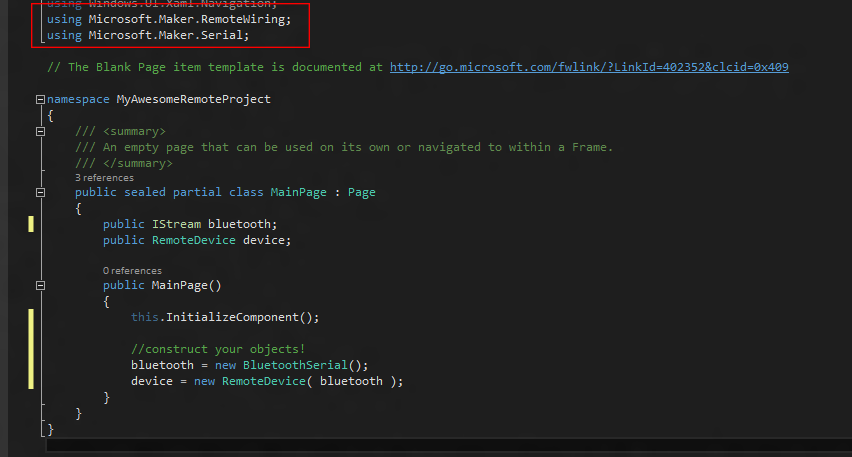 using Windows.UI.Xaml.Navigation;
using Microsoft.Maker.RemoteWiring;
using Microsoft.Maker.Serial;
// The Blank Page item template is documented at http://go.microsoft.com/fwlink/?LinkId=402352&clcid=0x409
namespace MyAwesomeRemoteProject
{
/// <summary>
/// An empty page that can be used on its own or navigated to within a Frame.
/// </summary>
3 references
public sealed partial class MainPage : Page
{
public IStream bluetooth;
public RemoteDevice device;
0 references
public MainPage()
{
this.InitializeComponent();
//construct your objects!
bluetooth = new BluetoothSerial();
device = new RemoteDevice( bluetooth );
}
}
}